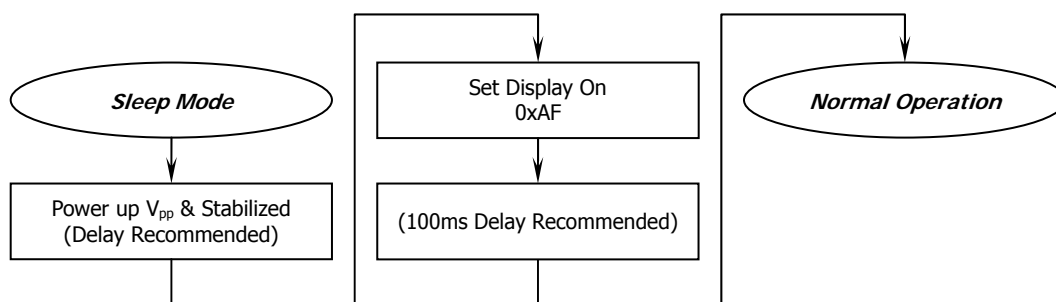 Sleep Mode
Power up Vpp & Stabilized
(Delay Recommended)
Set Display On
0xAF
(100ms Delay Recommended)
Normal Operation